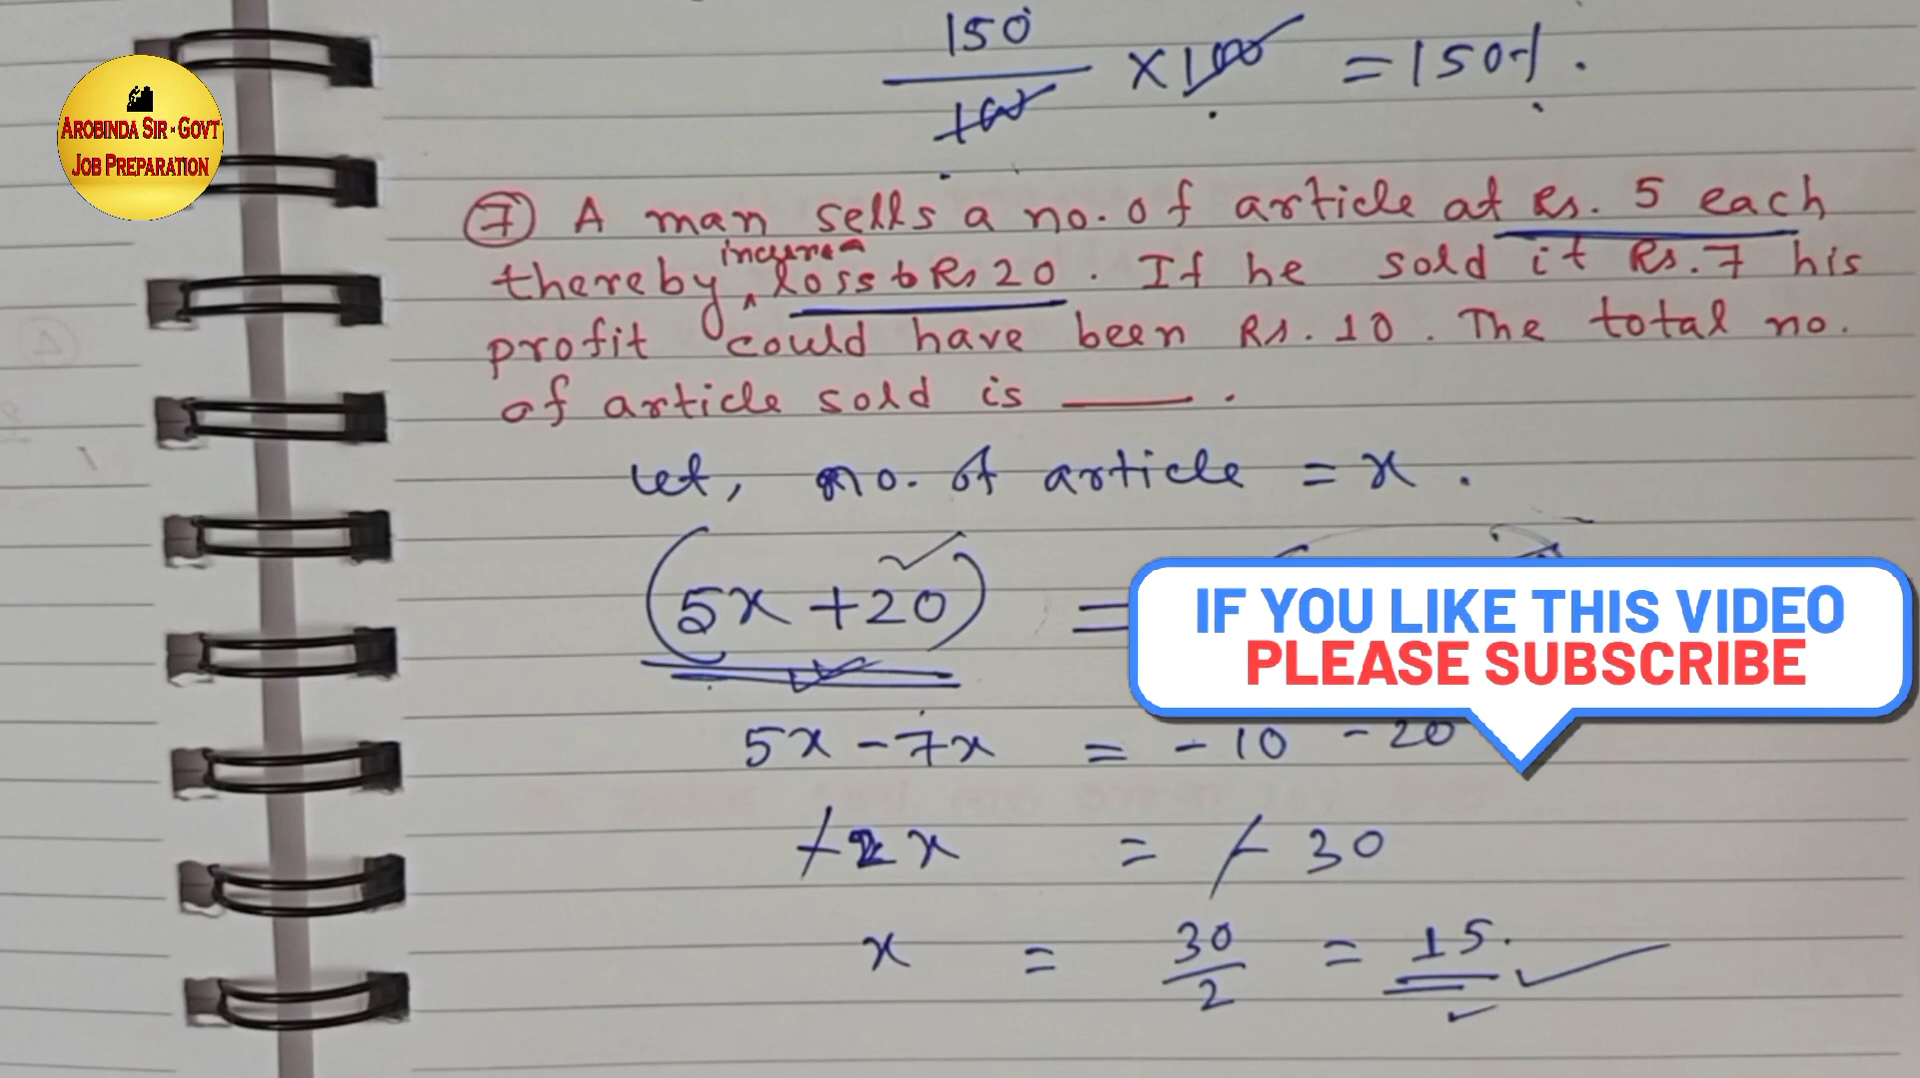 150
100 × 100 = 150%.
AROBINDA SIR - GOVT
JOB PREPARATION
⑦ A man sells a no. of article at Rs. 5 each
incurs
thereby ^ loss Rs 20. If he sold it Rs. 7 his
profit could have been Rs. 10. The total no.
of article sold is ___.
Let, no. of article = x.
(5x + 20) =
IF YOU LIKE THIS VIDEO
PLEASE SUBSCRIBE
5x - 7x = - 10 - 20
- 2x = - 30
x = 30/2 = 15.